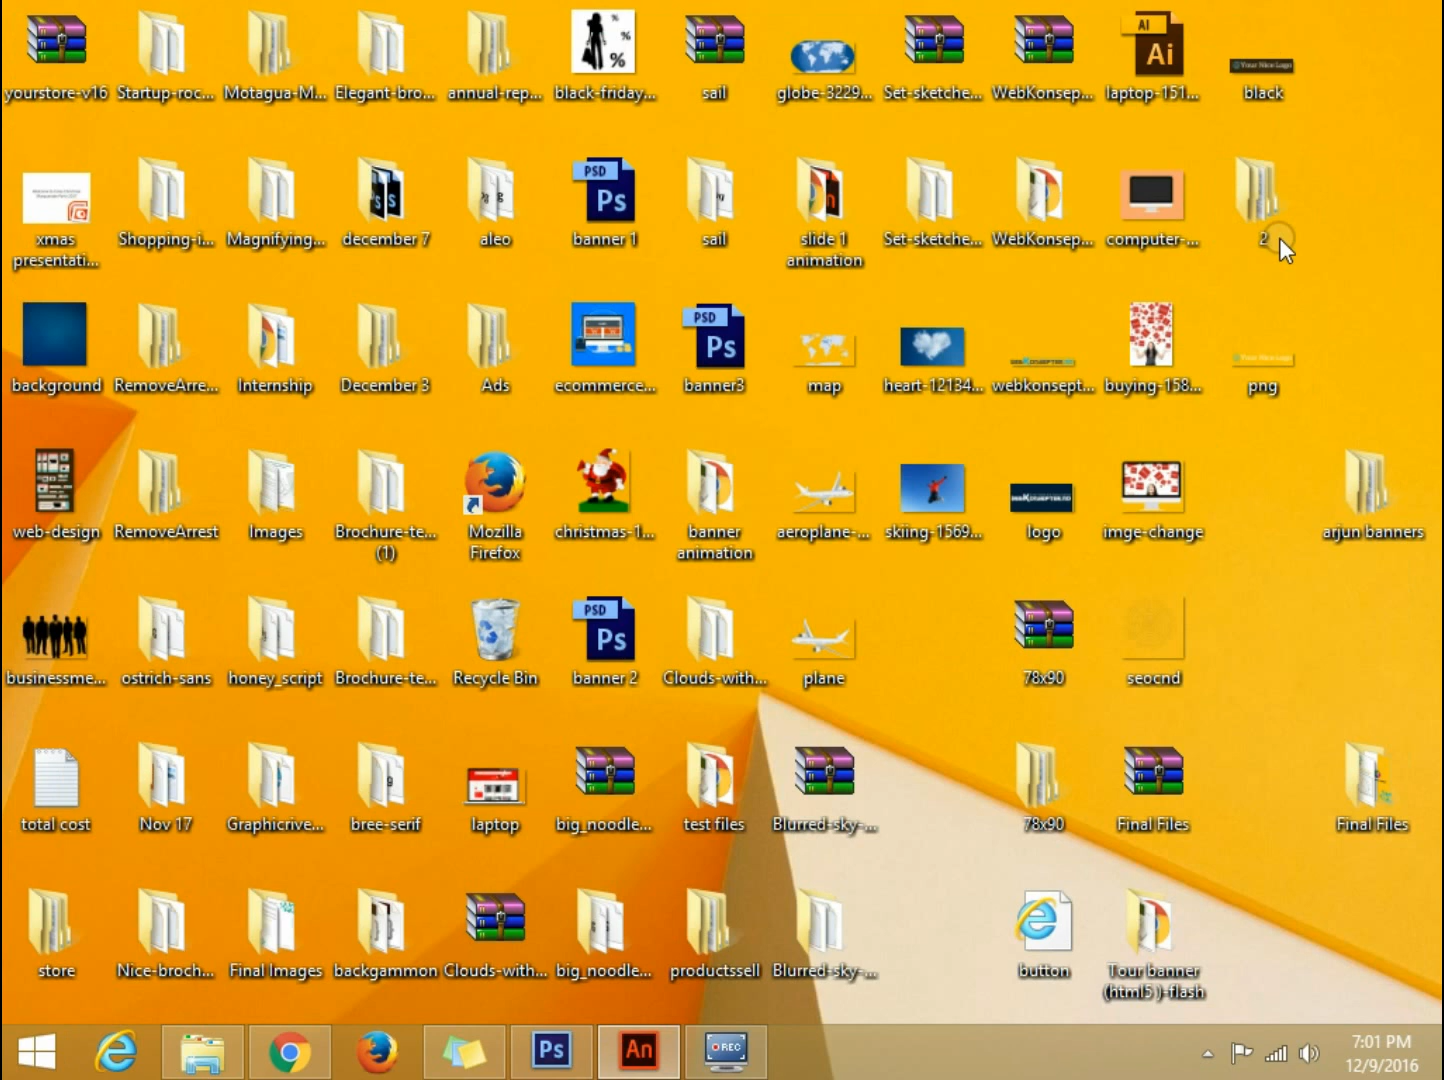 yourstore-v16 Startup-roc... Motagua-M... Elegant-bro... annual-rep... black-friday... sail globe-3229... Set-sketche... WebKonsep... laptop-151... black
xmas presentati... Shopping-i... Magnifying... december 7 aleo banner 1 sail slide 1 animation Set-sketche... WebKonsep... computer-... 2
background RemoveArre... Internship December 3 Ads ecommerce... banner3 map heart-12134... webkonsept... buying-158... png
web-design RemoveArrest Images Brochure-te... (1) Mozilla Firefox christmas-1... banner animation aeroplane-... skiing-1569... logo imge-change arjun banners
businessme... ostrich-sans honey_script Brochure-te... Recycle Bin banner 2 Clouds-with... plane 78x90 seocnd
total cost Nov 17 Graphicrive... bree-serif laptop big_noodle... test files Blurred-sky-... 78x90 Final Files Final Files
store Nice-broch... Final Images backgammon Clouds-with... big_noodle... productssell Blurred-sky-... button Tour banner (html5 )-flash
Ps An REC
7:01 PM
12/9/2016